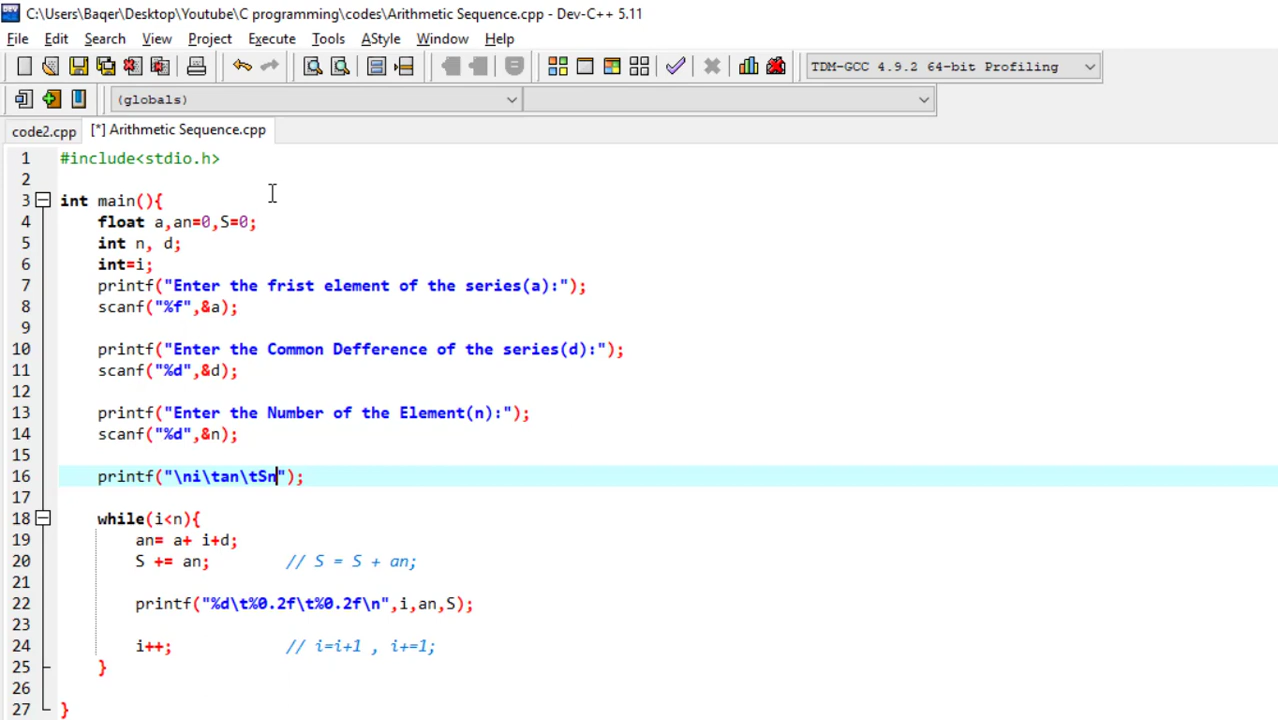 C:\Users\Baqer\Desktop\Youtube\C programming\codes\Arithmetic Sequence.cpp - Dev-C++ 5.11
File Edit Search View Project Execute Tools AStyle Window Help
TDM-GCC 4.9.2 64-bit Profiling
(globals)
code2.cpp [*] Arithmetic Sequence.cpp
1 #include<stdio.h>
2
3 int main(){
4 float a,an=0,S=0;
5 int n, d;
6 int=i;
7 printf("Enter the frist element of the series(a):");
8 scanf("%f",&a);
9
10 printf("Enter the Common Defference of the series(d):");
11 scanf("%d",&d);
12
13 printf("Enter the Number of the Element(n):");
14 scanf("%d",&n);
15
16 printf("\ni\tan\tSn");
17
18 while(i<n){
19 an= a+ i+d;
20 S += an; // S = S + an;
21
22 printf("%d\t%0.2f\t%0.2f\n",i,an,S);
23
24 i++; // i=i+1 , i+=1;
25 }
26
27 }